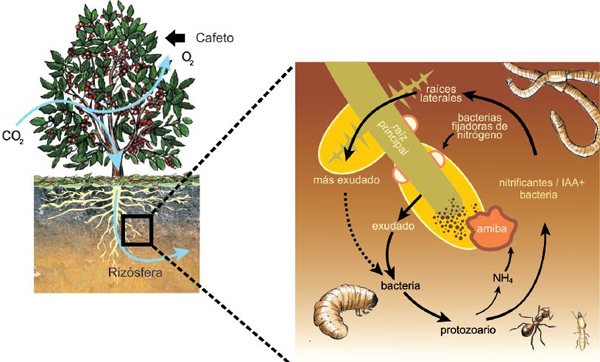 Cafeto
O2
CO2
Rizósfera
raíces
laterales
bacterias
fijadoras de
nitrógeno
raíz
principal
más exudado
nitrificantes / IAA+
bacteria
exudado
amiba
NH4
bacteria
protozoario